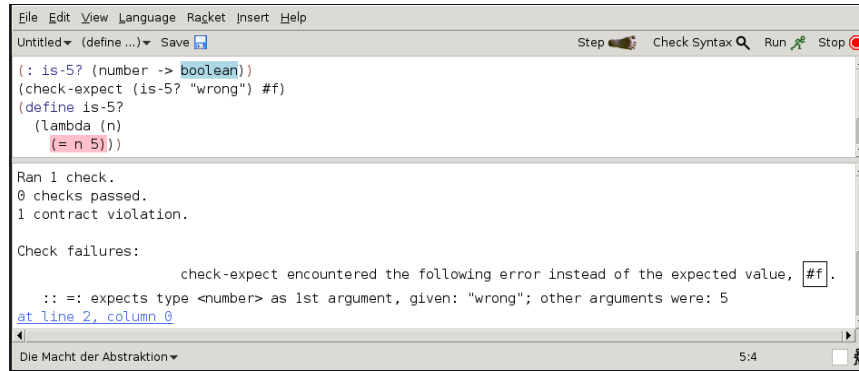 File Edit View Language Racket Insert Help
Untitled (define ...) Save Step Check Syntax Run Stop
(: is-5? (number -> boolean))
(check-expect (is-5? "wrong") #f)
(define is-5?
(lambda (n)
(= n 5)))
Ran 1 check.
0 checks passed.
1 contract violation.
Check failures:
check-expect encountered the following error instead of the expected value, #f.
:: =: expects type <number> as 1st argument, given: "wrong"; other arguments were: 5
at line 2, column 0
Die Macht der Abstraktion 5:4